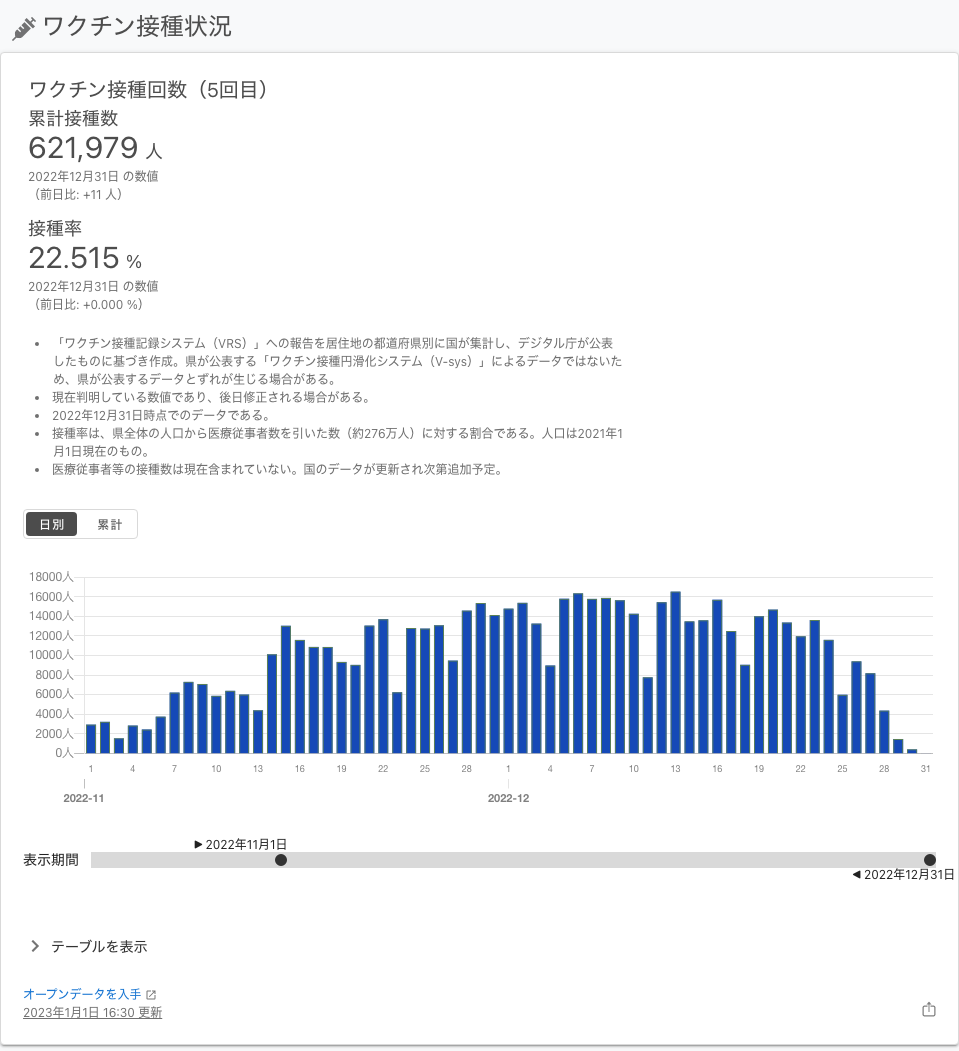 ワクチン接種状況
ワクチン接種回数（5回目）
累計接種数
621,979 人
2022年12月31日 の数値
（前日比: +11 人）
接種率
22.515 %
2022年12月31日 の数値
（前日比: +0.000 %）
• 「ワクチン接種記録システム（VRS）」への報告を居住地の都道府県別に国が集計し、デジタル庁が公表
したものに基づき作成。県が公表する「ワクチン接種円滑化システム（V-sys）」によるデータではないた
め、県が公表するデータとずれが生じる場合がある。
• 現在判明している数値であり、後日修正される場合がある。
• 2022年12月31日時点でのデータである。
• 接種率は、県全体の人口から医療従事者数を引いた数（約276万人）に対する割合である。人口は2021年1
月1日現在のもの。
• 医療従事者等の接種数は現在含まれていない。国のデータが更新され次第追加予定。
日別 累計
18000人
16000人
14000人
12000人
10000人
8000人
6000人
4000人
2000人
0人
1 4 7 10 13 16 19 22 25 28 1 4 7 10 13 16 19 22 25 28 31
2022-11 2022-12
▶ 2022年11月1日
表示期間
◀ 2022年12月31日
テーブルを表示
オープンデータを入手
2023年1月1日 16:30 更新